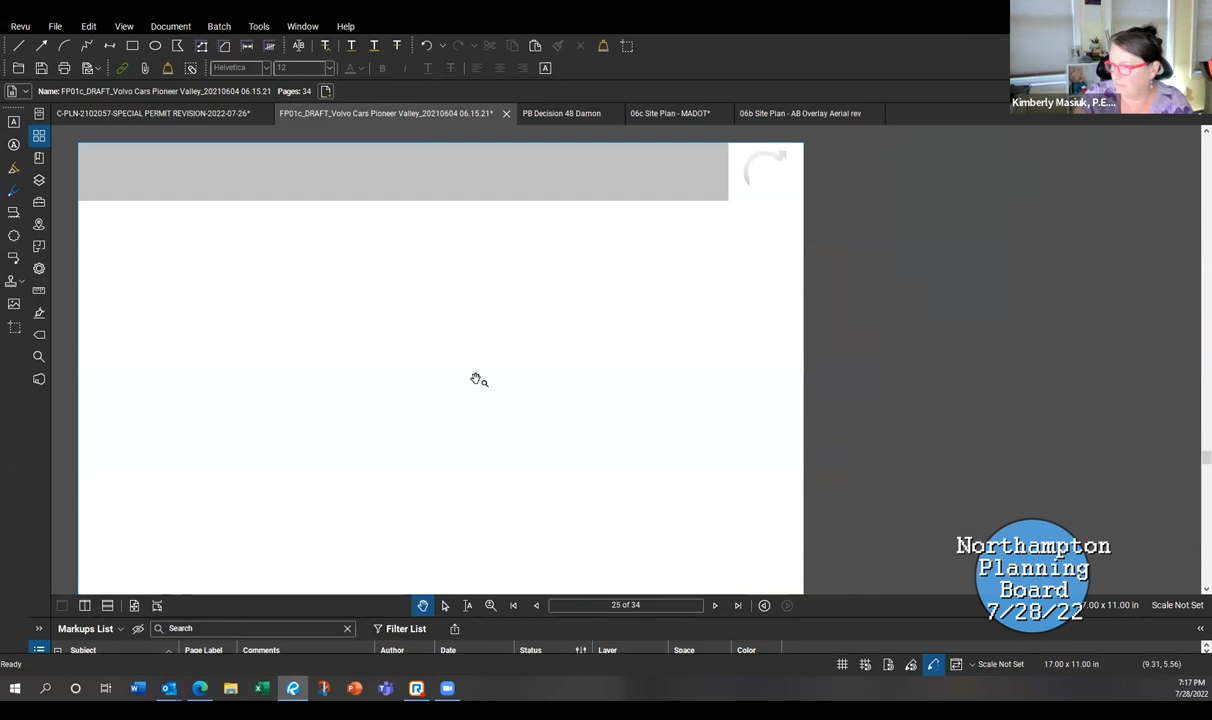 Revu File Edit View Document Batch Tools Window Help
Helvetica 12
Name: FP01c_DRAFT_Volvo Cars Pioneer Valley_20210604 06.15.21 Pages: 34
C-PLN-2102057-SPECIAL PERMIT REVISION-2022-07-26* FP01c_DRAFT_Volvo Cars Pioneer Valley_20210604 06.15.21* PB Decision 48 Damon 06c Site Plan - MADOT* 06b Site Plan - AB Overlay Aerial rev
Kimberly Masiuk, P.E....
Northampton
Planning
Board
7/28/22
25 of 34 7.00 x 11.00 in Scale Not Set
Markups List Search Filter List
Subject Page Label Comments Author Date Status Layer Space Color
Ready Scale Not Set 17.00 x 11.00 in (9.31, 5.56)
7:17 PM
7/28/2022